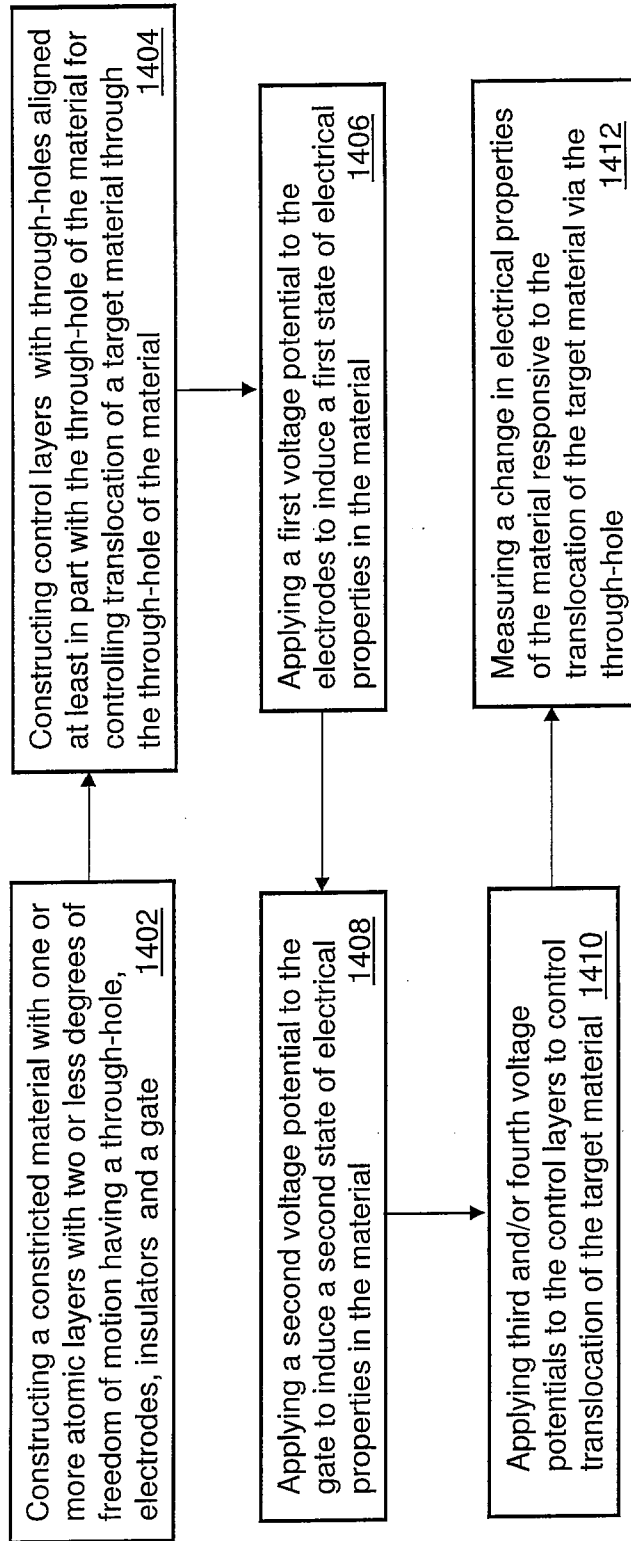 Constructing a constricted material with one or
more atomic layers with two or less degrees of
freedom of motion having a through-hole,
electrodes, insulators and a gate 1402
Constructing control layers with through-holes aligned
at least in part with the through-hole of the material for
controlling translocation of a target material through
the through-hole of the material 1404
Applying a first voltage potential to the
electrodes to induce a first state of electrical
properties in the material 1406
Applying a second voltage potential to the
gate to induce a second state of electrical
properties in the material 1408
Applying third and/or fourth voltage
potentials to the control layers to control
translocation of the target material 1410
Measuring a change in electrical properties
of the material responsive to the
translocation of the target material via the
through-hole 1412